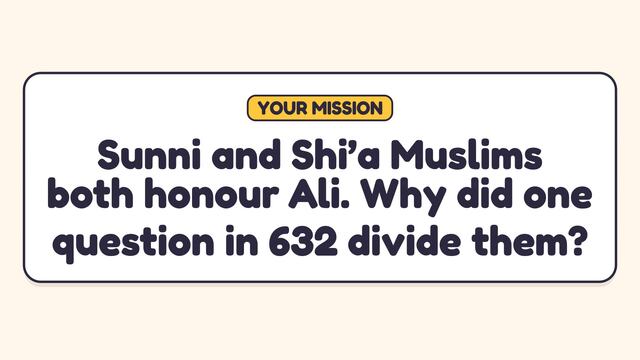 YOUR MISSION
Sunni and Shi’a Muslims
both honour Ali. Why did one
question in 632 divide them?